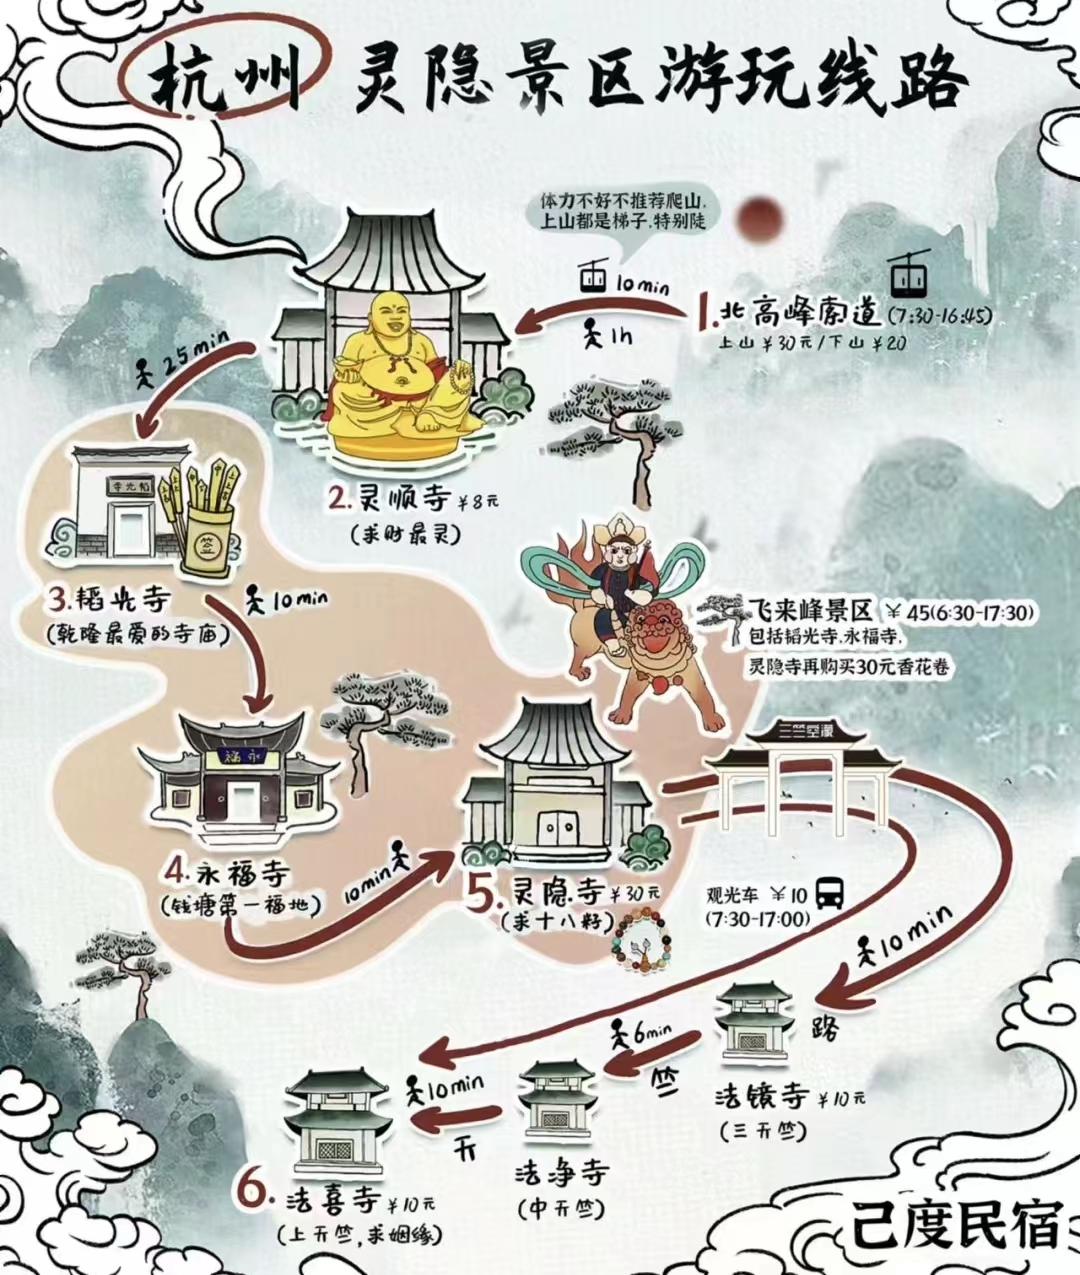 杭州 灵隐景区游玩线路
体力不好不推荐爬山,
上山都是梯子,特别陡
10min
1h
1.北高峰索道(7:30-16:45)
上山¥30元/下山¥20
25min
2.灵顺寺¥8元
(求财最灵)
韬光寺
签
3.韬光寺
(乾隆最爱的寺庙)
10min
飞来峰景区 ¥45(6:30-17:30)
包括韬光寺.永福寺,
灵隐寺再购买30元香花卷
永福
三竺空濛
4.永福寺
(钱塘第一福地)
10min
5.灵隐寺¥30元
(求十八籽)
观光车 ¥10
(7:30-17:00)
10min
路
6min
竺
法镜寺¥10元
(三天竺)
10min
天
法净寺
(中天竺)
6.法喜寺¥10元
(上天竺,求姻缘)
己度民宿